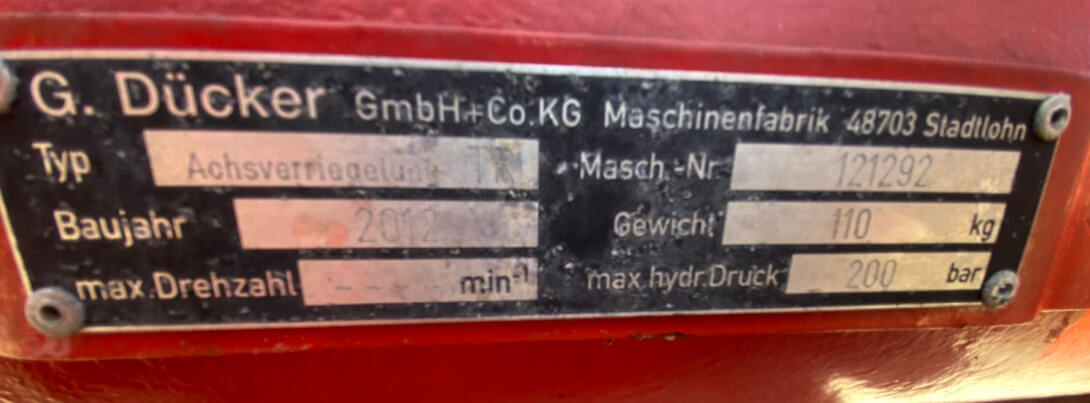 G. Dücker GmbH+Co.KG Maschinenfabrik 48703 Stadtlohn
Typ Achsverriegelung Masch.-Nr. 121292
Baujahr 2012 Gewicht 110 kg
max.Drehzahl -- min-1 max.hydr.Druck 200 bar